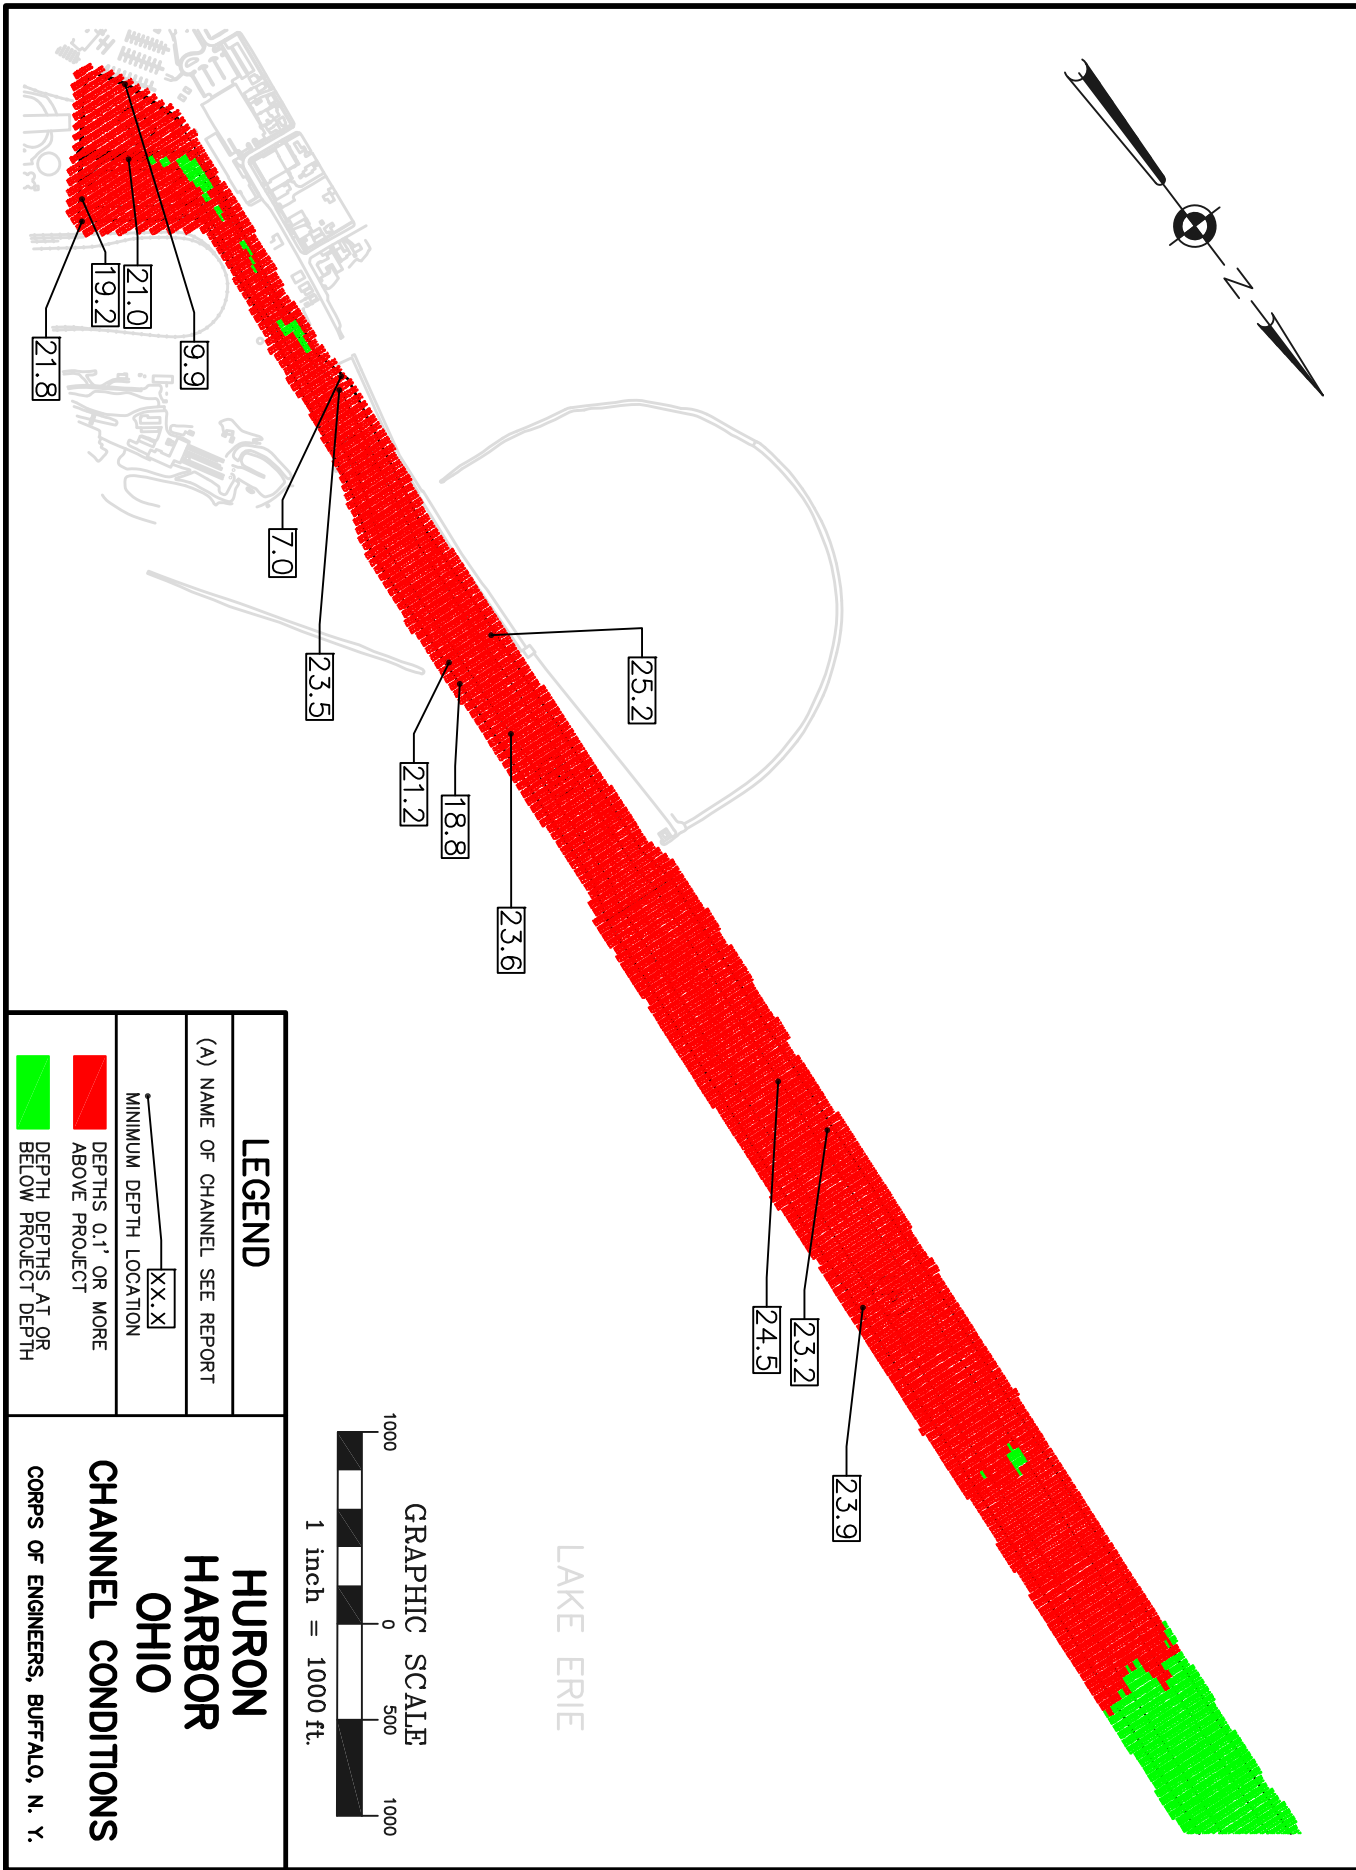 N
9.9
21.0
19.2
21.8
7.0
23.5
25.2
21.2
18.8
23.6
24.5
23.2
23.9
LAKE ERIE
GRAPHIC SCALE
1000
0
500
1000
1 inch = 1000 ft.
LEGEND
(A) NAME OF CHANNEL SEE REPORT
XX.X
MINIMUM DEPTH LOCATION
DEPTHS 0.1' OR MORE
ABOVE PROJECT
DEPTH DEPTHS AT OR
BELOW PROJECT DEPTH
HURON
HARBOR
OHIO
CHANNEL CONDITIONS
CORPS OF ENGINEERS, BUFFALO, N. Y.